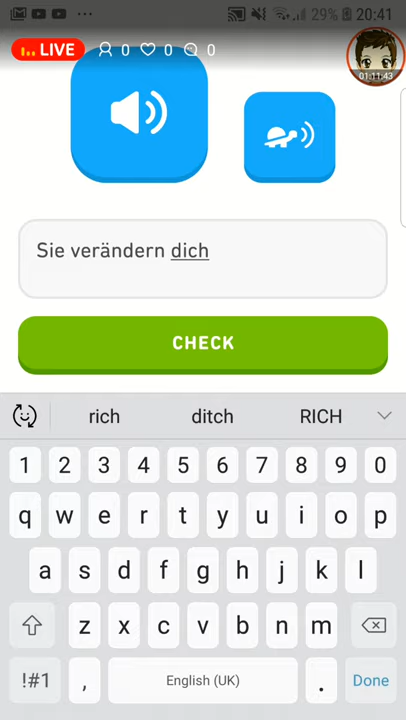 29% 20:41
LIVE 0 0 0
01:11:43
Sie verändern dich
CHECK
rich ditch RICH
1 2 3 4 5 6 7 8 9 0
q w e r t y u i o p
a s d f g h j k l
z x c v b n m
!#1 , English (UK) . Done